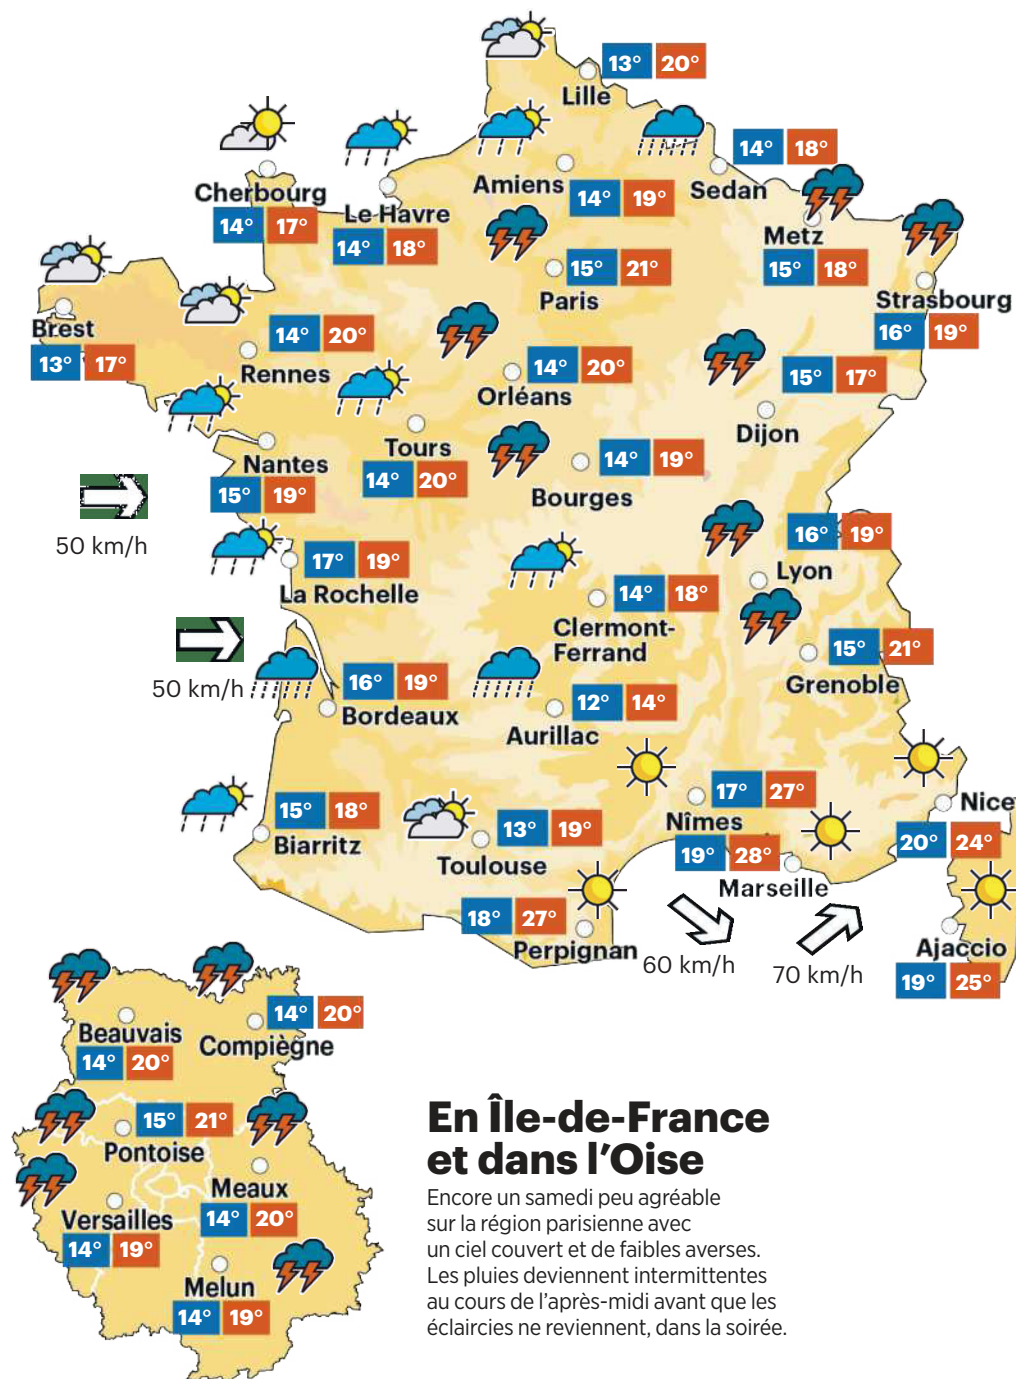 13° 20°
Lille
14° 18°
Sedan
Amiens
14° 19°
Cherbourg
14° 17°
Le Havre
14° 18°
Metz
15° 18°
15° 21°
Paris
Strasbourg
16° 19°
Brest
13° 17°
14° 20°
Rennes
14° 20°
Orléans
15° 17°
Dijon
Tours
14° 20°
Nantes
15° 19°
14° 19°
Bourges
50 km/h
17° 19°
La Rochelle
16° 19°
Lyon
14° 18°
Clermont-
Ferrand
15° 21°
Grenoble
50 km/h
16° 19°
Bordeaux
12° 14°
Aurillac
15° 18°
Biarritz
13° 19°
Toulouse
17° 27°
Nîmes
19° 28°
Marseille
Nice
20° 24°
18° 27°
Perpignan
60 km/h
70 km/h
Ajaccio
19° 25°
Beauvais
14° 20°
14° 20°
Compiègne
15° 21°
Pontoise
Meaux
14° 20°
Versailles
14° 19°
Melun
14° 19°
En Île-de-France
et dans l'Oise
Encore un samedi peu agréable
sur la région parisienne avec
un ciel couvert et de faibles averses.
Les pluies deviennent intermittentes
au cours de l'après-midi avant que les
éclaircies ne reviennent, dans la soirée.